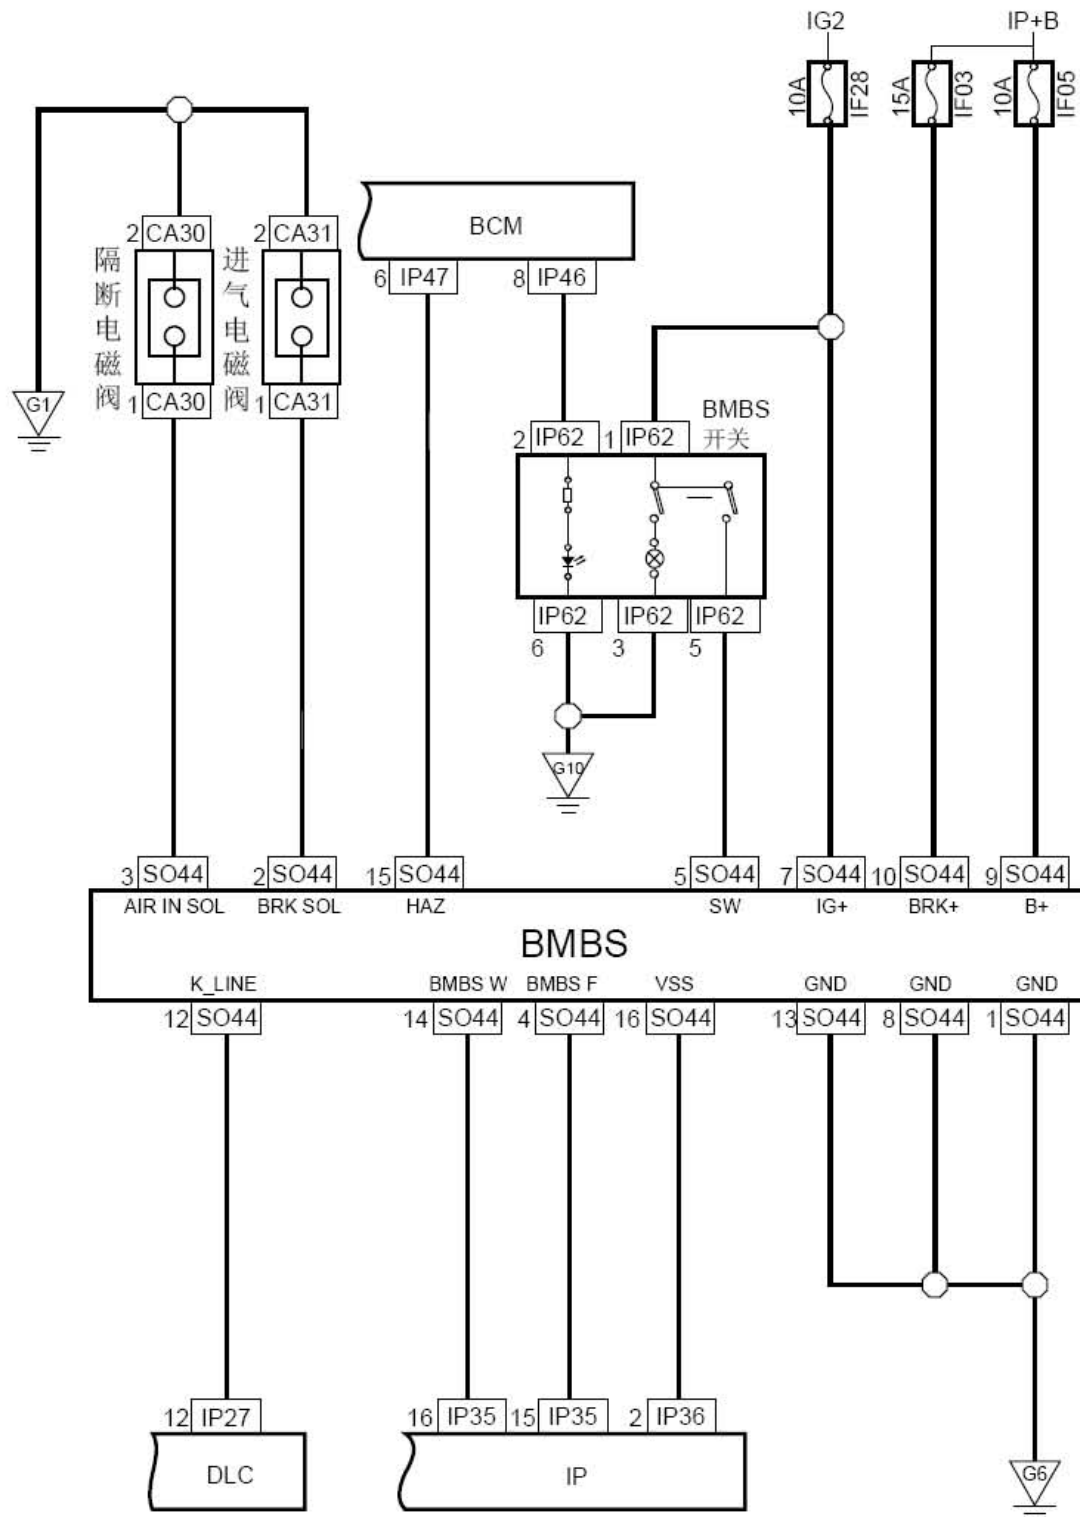 IG2 IP+B
10A IF28 15A IF03 10A IF05
BCM
2 CA30 2 CA31
6 IP47 8 IP46
隔断电磁阀 进气电磁阀
1 CA30 1 CA31
G1
BMBS
开关
2 IP62 1 IP62
IP62 IP62 IP62
6 3 5
G10
3 SO44 2 SO44 15 SO44 5 SO44 7 SO44 10 SO44 9 SO44
AIR IN SOL BRK SOL HAZ SW IG+ BRK+ B+
BMBS
K_LINE BMBS W BMBS F VSS GND GND GND
12 SO44 14 SO44 4 SO44 16 SO44 13 SO44 8 SO44 1 SO44
12 IP27 16 IP35 15 IP35 2 IP36
DLC IP
G6